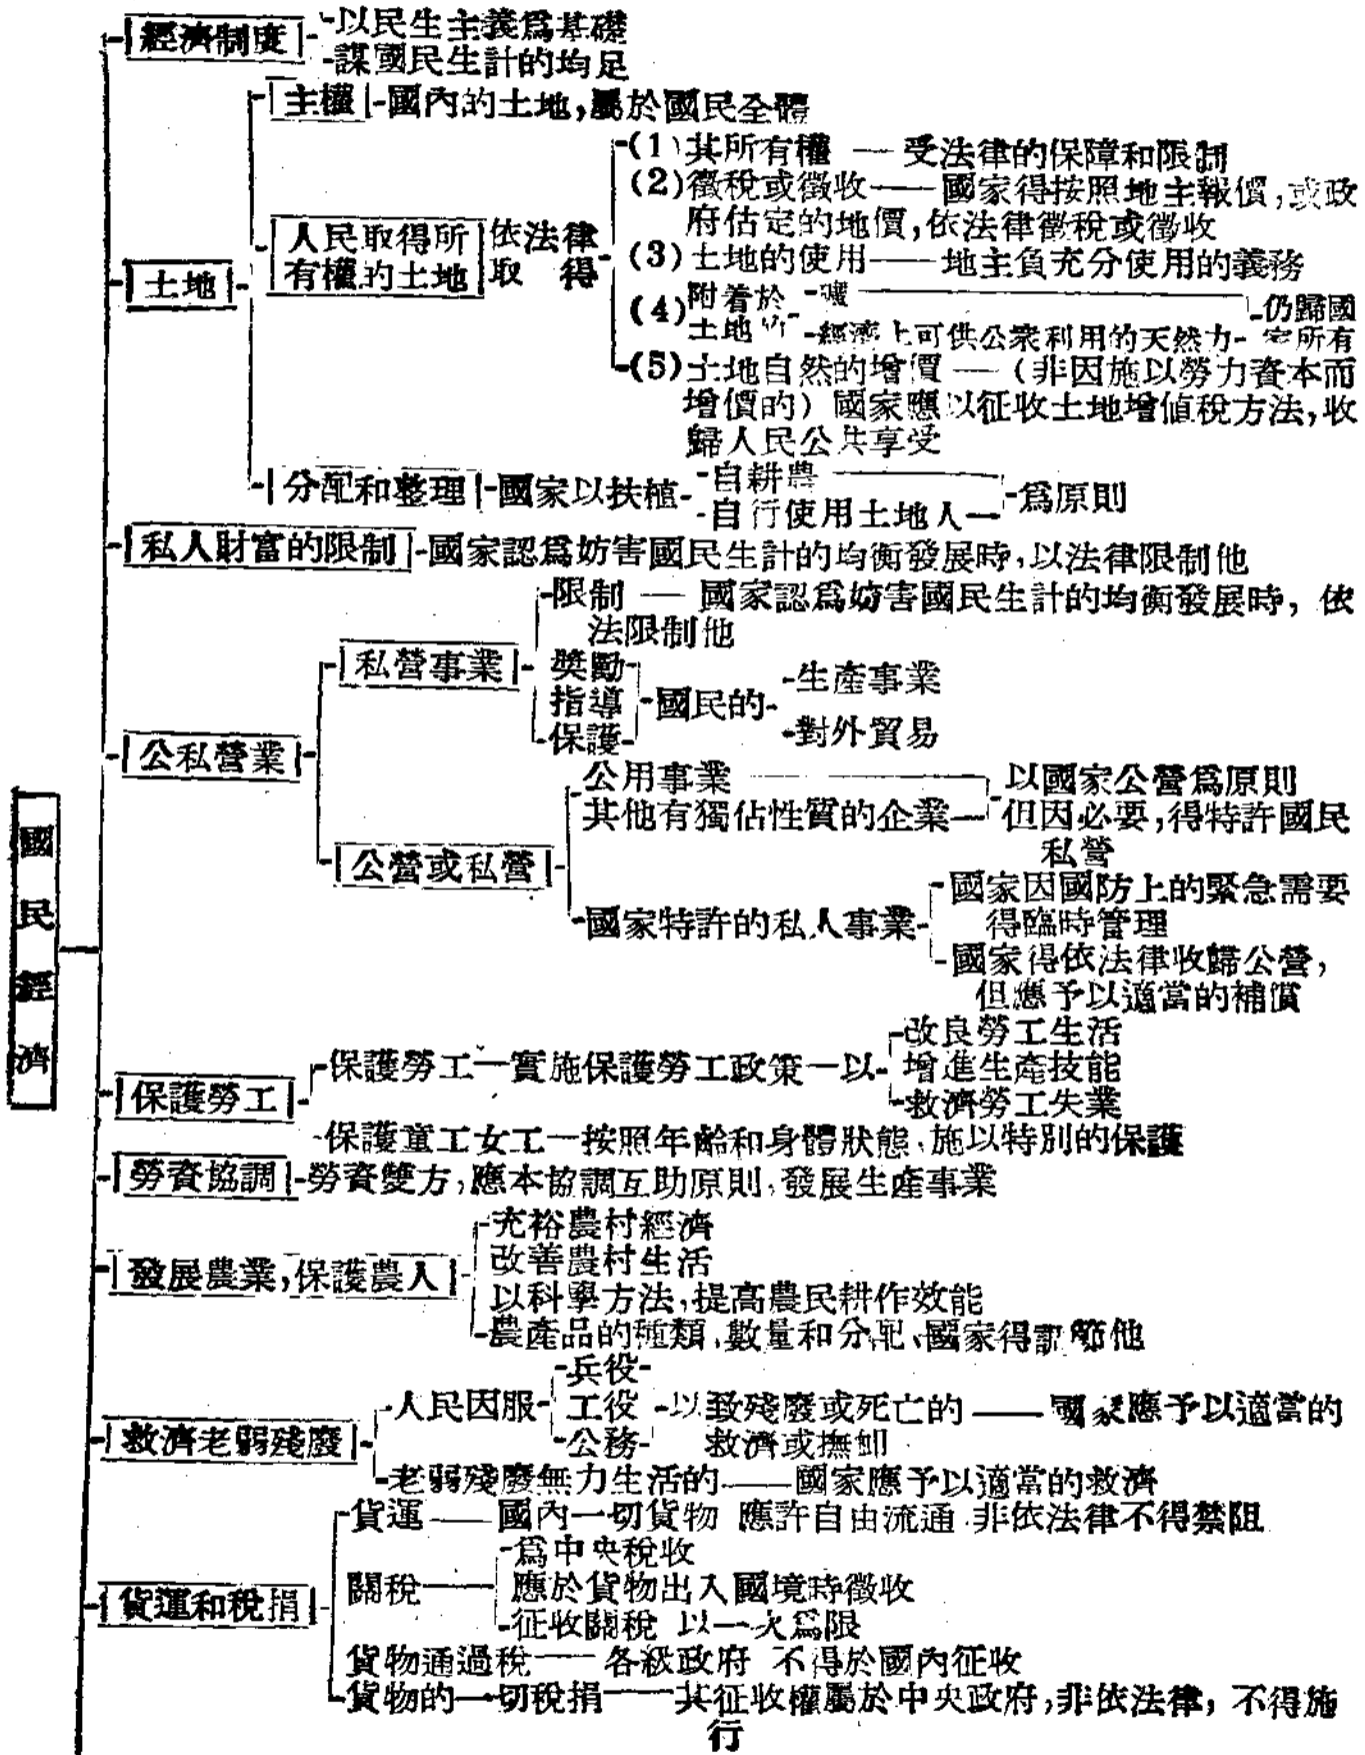 國民經濟
經濟制度
以民生主義爲基礎
謀國民生計的均足
土地
主權
國內的土地,屬於國民全體
人民取得所
有權的土地
依法律
取得
(1)其所有權 — 受法律的保障和限制
(2)徵稅或徵收 — 國家得按照地主報價,或政
府估定的地價,依法律徵稅或徵收
(3)土地的使用 — 地主負充分使用的義務
(4)附着於
土地的
礦
經濟上可供公衆利用的天然力
仍歸國
家所有
(5)土地自然的增價 — (非因施以勞力資本而
增價的) 國家應以征收土地增值稅方法,收
歸人民公共享受
分配和整理
國家以扶植
自耕農
自行使用土地人
爲原則
私人財富的限制
國家認爲妨害國民生計的均衡發展時,以法律限制他
公私營業
私營事業
限制 — 國家認爲妨害國民生計的均衡發展時,依
法限制他
獎勵
指導
保護
國民的
生產事業
對外貿易
公營或私營
公用事業
其他有獨佔性質的企業
以國家公營爲原則
但因必要,得特許國民
私營
國家特許的私人事業
國家因國防上的緊急需要
得臨時管理
國家得依法律收歸公營,
但應予以適當的補償
保護勞工
保護勞工—實施保護勞工政策—以
改良勞工生活
增進生產技能
救濟勞工失業
保護童工女工—按照年齡和身體狀態,施以特別的保護
勞資協調
勞資雙方,應本協調互助原則,發展生產事業
發展農業,保護農人
充裕農村經濟
改善農村生活
以科學方法,提高農民耕作效能
農產品的種類、數量和分配、國家得調節他
救濟老弱殘廢
人民因服
兵役
工役
公務
以致殘廢或死亡的 — 國家應予以適當的
救濟或撫卹
老弱殘廢無力生活的 — 國家應予以適當的救濟
貨運和稅捐
貨運 — 國內一切貨物 應許自由流通 非依法律不得禁阻
關稅
爲中央稅收
應於貨物出入國境時徵收
征收關稅 以一次爲限
貨物通過稅 — 各級政府 不得於國內征收
貨物的一切稅捐 — 其征收權屬於中央政府,非依法律,不得施
行